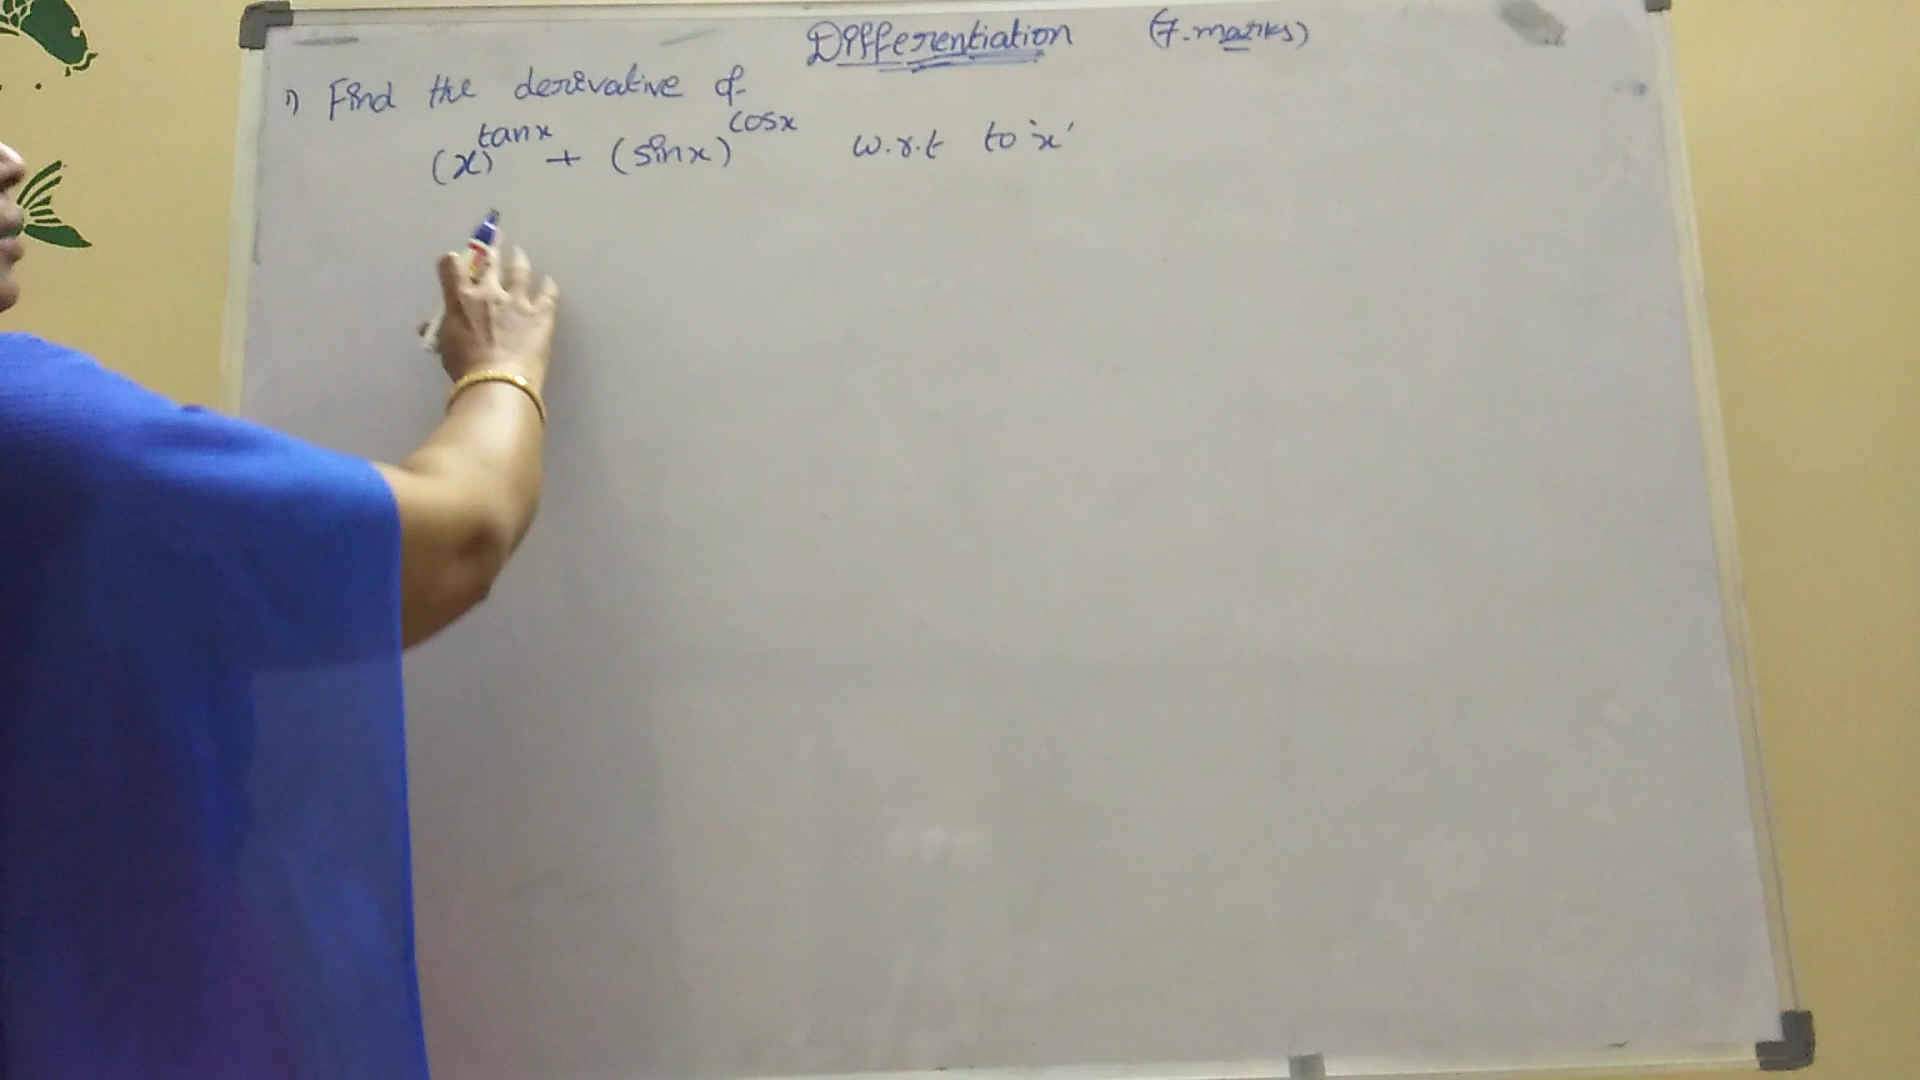 Differentiation (7.marks)
1) Find the derivative of
(x)^tanx + (sinx)^cosx w.r.t to 'x'